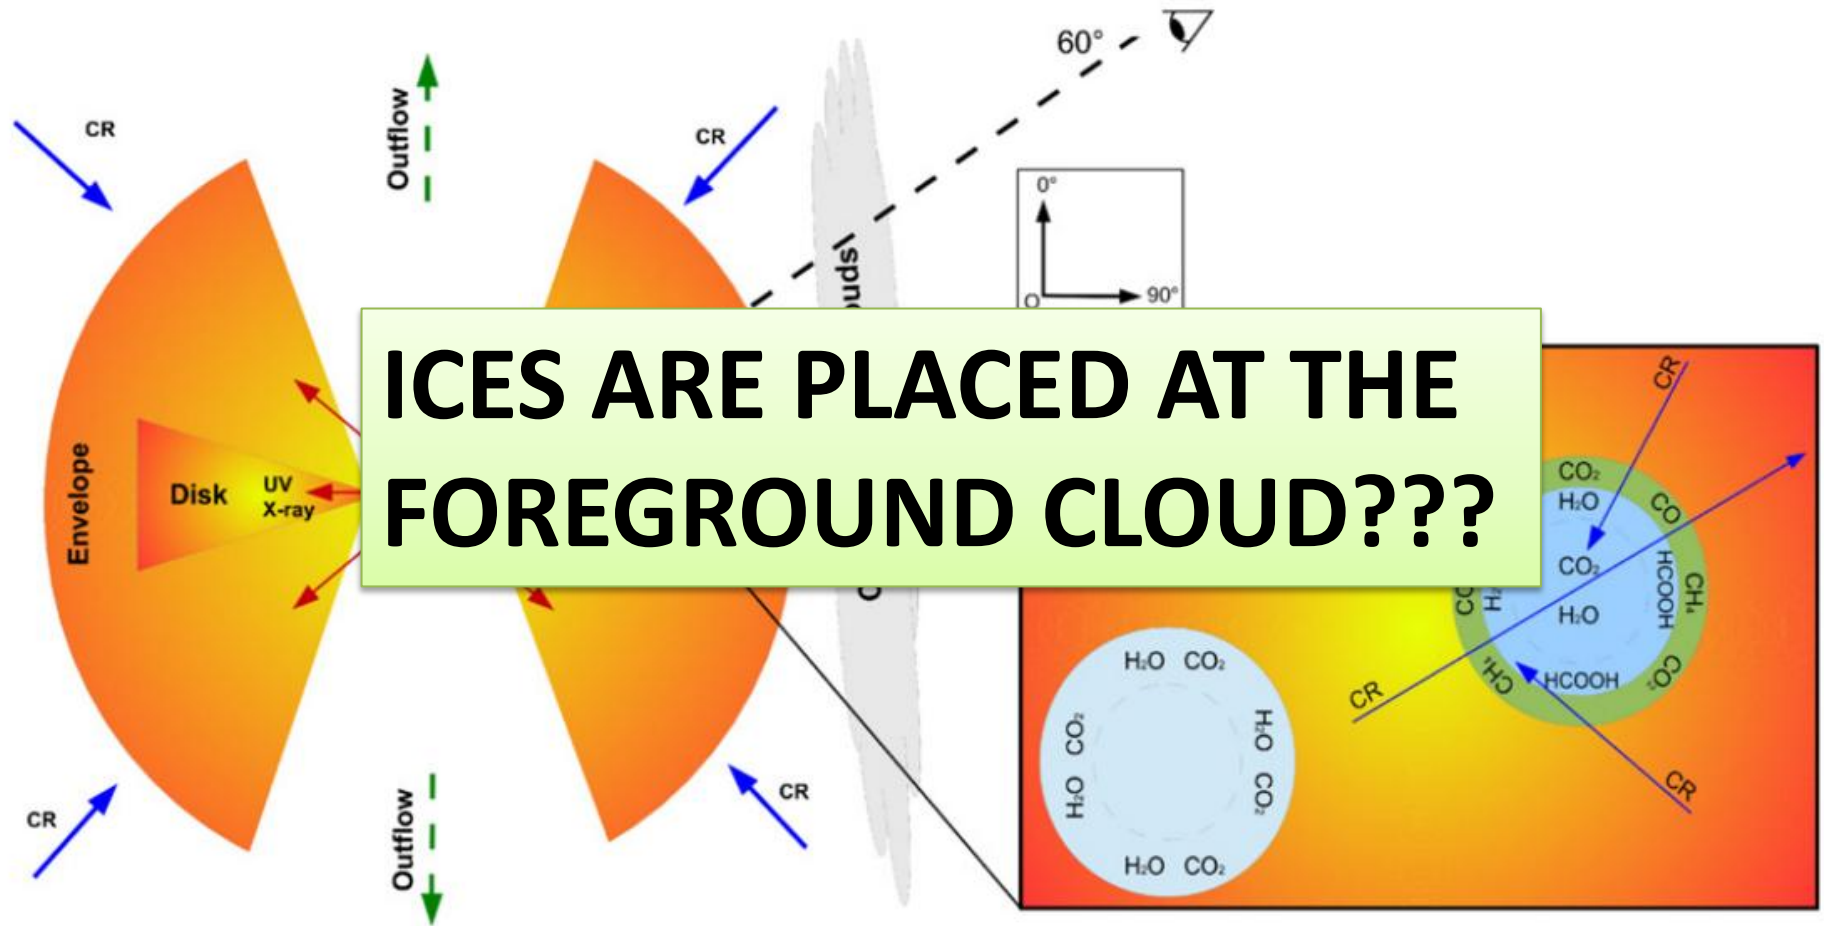 60°
CR
Outflow
CR
0°
90°
O
ICES ARE PLACED AT THE
FOREGROUND CLOUD???
Envelope
Disk
UV
X-ray
CR
CO₂
H₂O
CO
CO₂
HCOOH
CH₄
H₂O
HCOOH
CO₂
CH₄
CR
CR
H₂O CO₂
H₂O CO₂
H₂O CO₂
H₂O CO₂
CR
Outflow
CR